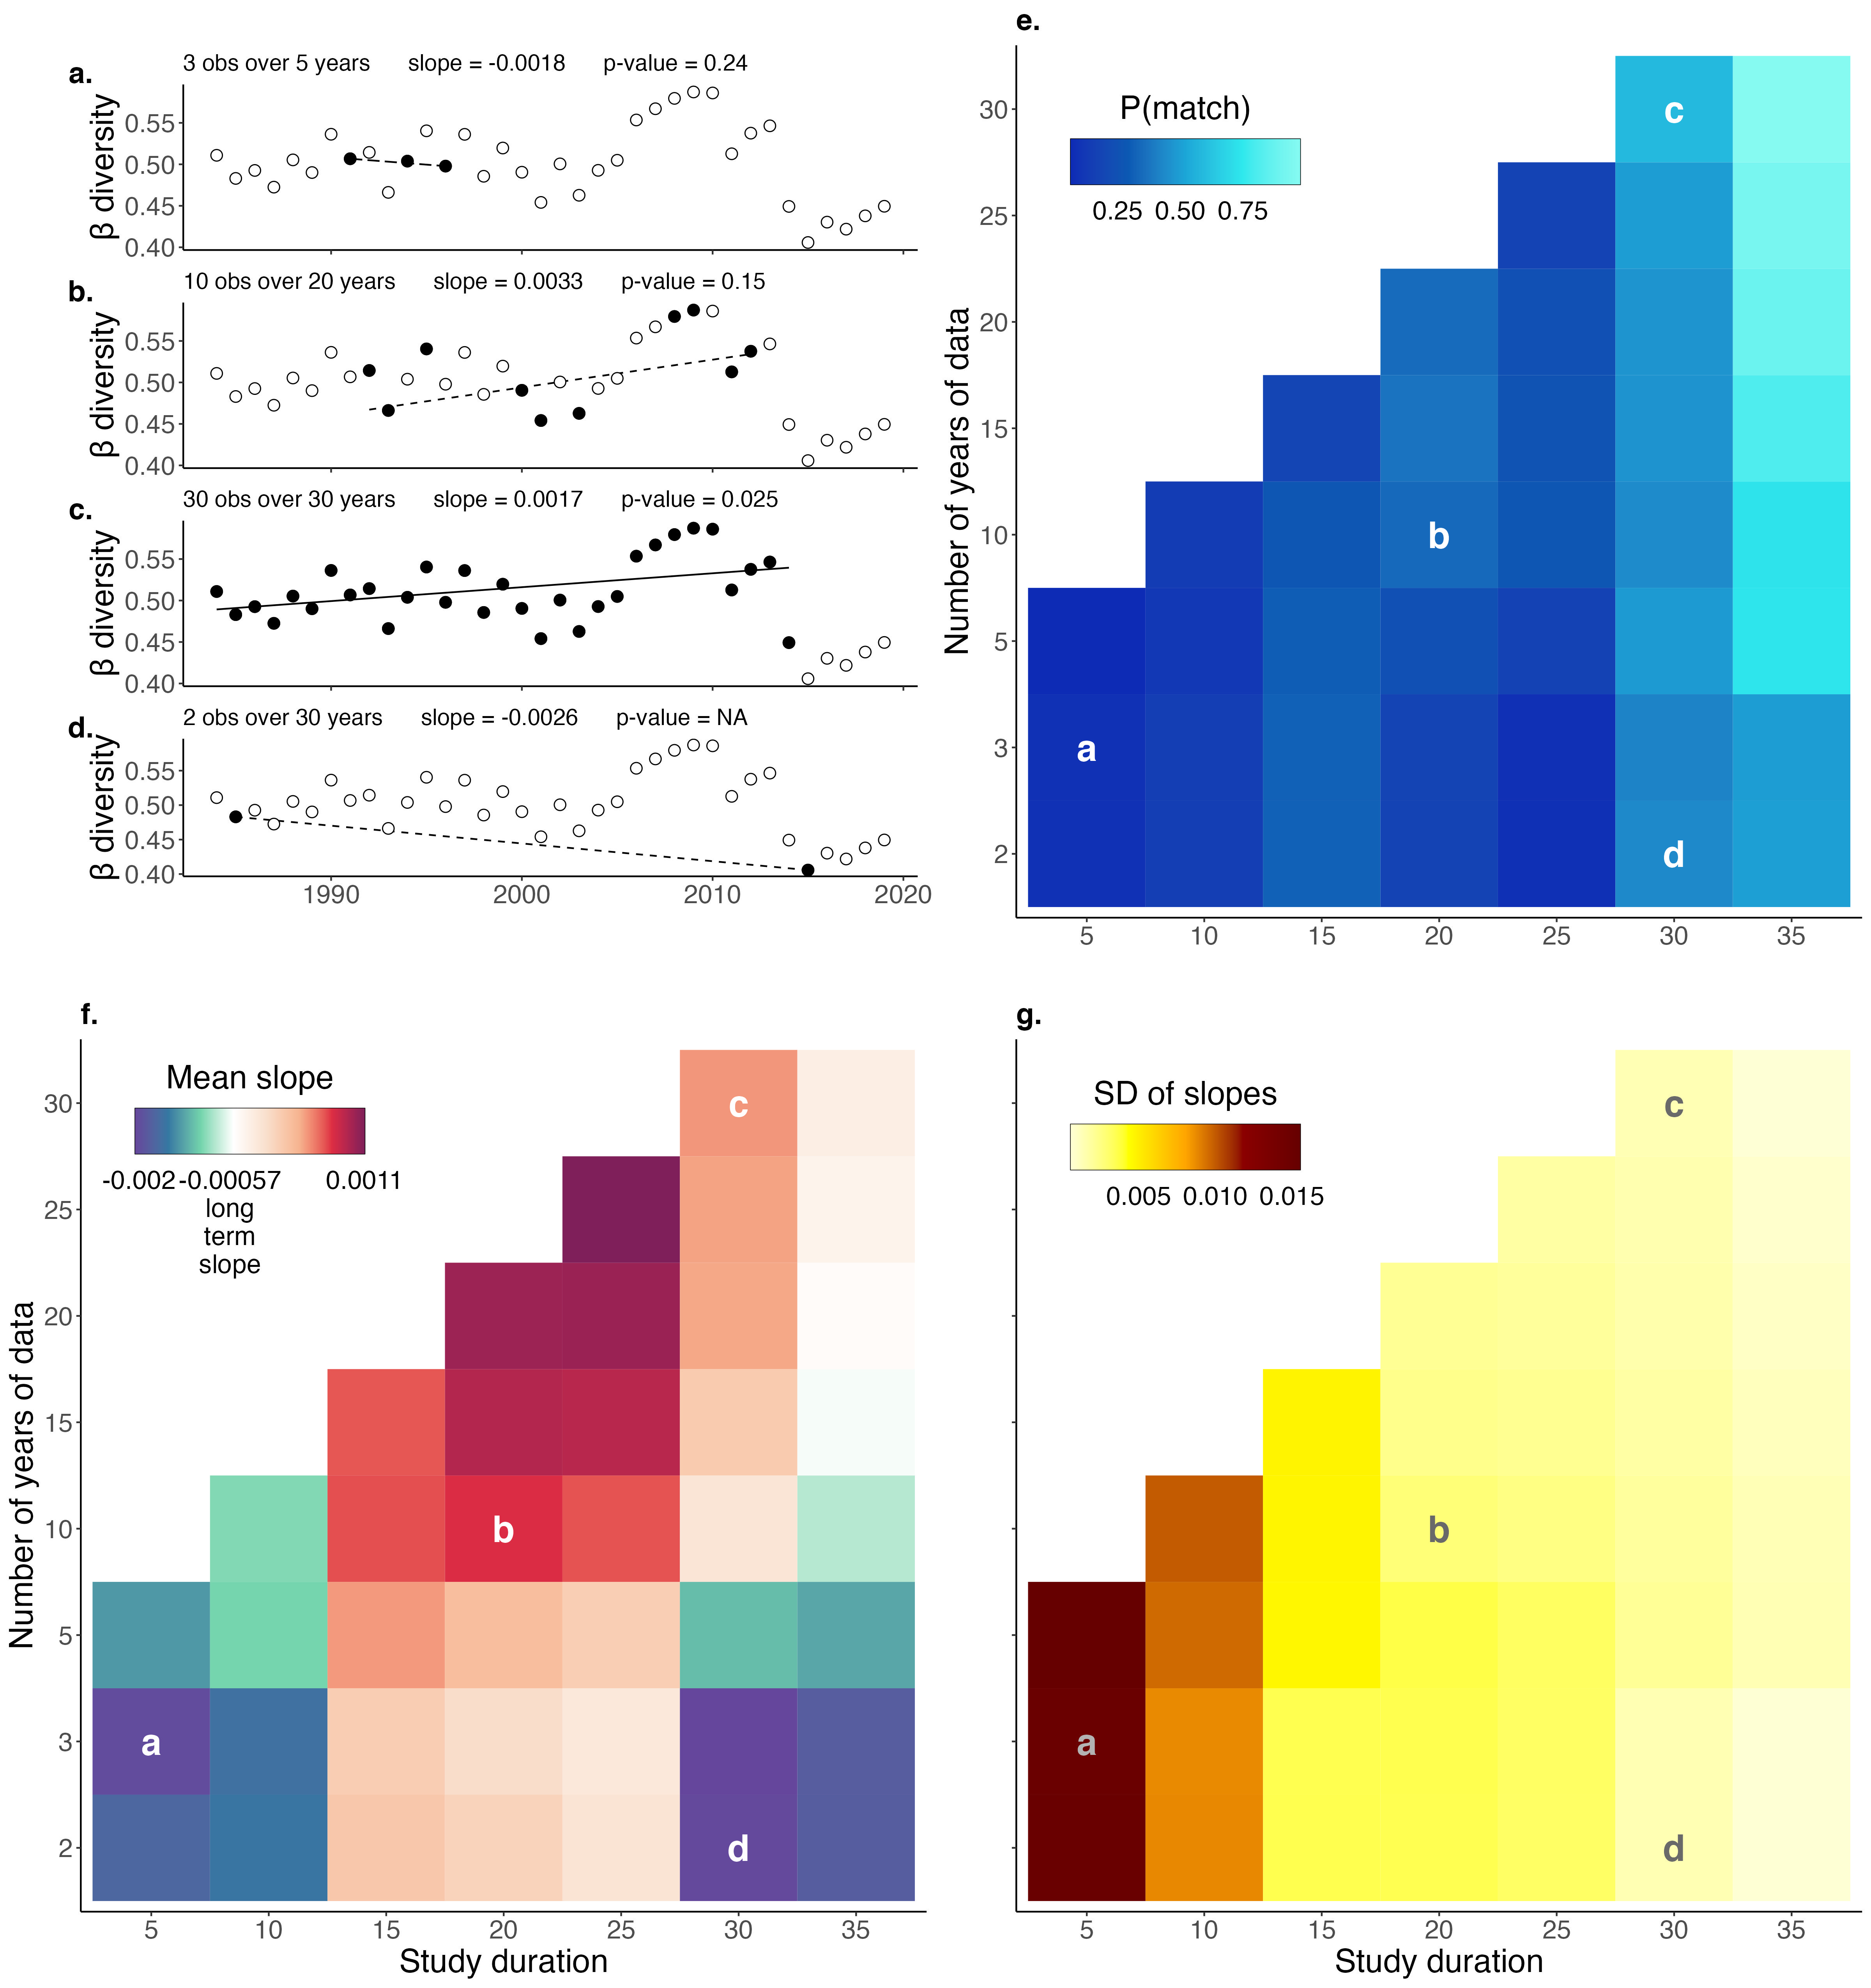 a.
3 obs over 5 years slope = -0.0018 p-value = 0.24
β diversity
0.55
0.50
0.45
0.40
b.
10 obs over 20 years slope = 0.0033 p-value = 0.15
β diversity
0.55
0.50
0.45
0.40
c.
30 obs over 30 years slope = 0.0017 p-value = 0.025
β diversity
0.55
0.50
0.45
0.40
d.
2 obs over 30 years slope = -0.0026 p-value = NA
β diversity
0.55
0.50
0.45
0.40
1990 2000 2010 2020
e.
P(match)
0.25 0.50 0.75
Number of years of data
30
25
20
15
10
5
3
2
c
b
a
d
5 10 15 20 25 30 35
f.
Mean slope
-0.002 -0.00057 0.0011
long
term
slope
Number of years of data
30
25
20
15
10
5
3
2
c
b
a
d
5 10 15 20 25 30 35
Study duration
g.
SD of slopes
0.005 0.010 0.015
c
b
a
d
5 10 15 20 25 30 35
Study duration